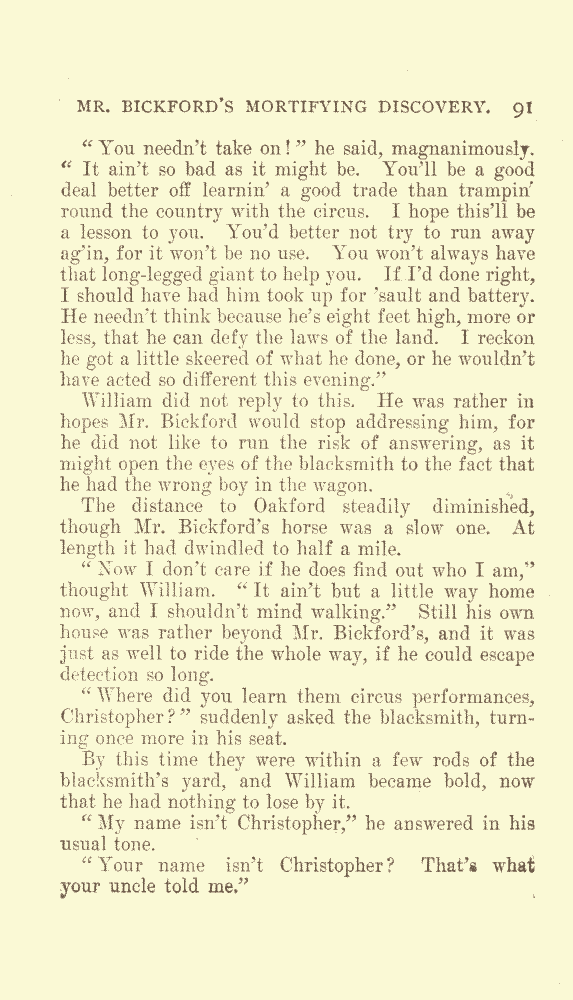 MR. BICKFORD'S MORTIFYING DISCOVERY. 91
“ You needn't take on! ” he said, magnanimously.
“ It ain't so bad as it might be. You'll be a good
deal better off learnin' a good trade than trampin'
round the country with the circus. I hope this'll be
a lesson to you. You'd better not try to run away
ag'in, for it won't be no use. You won't always have
that long-legged giant to help you. If I'd done right,
I should have had him took up for 'sault and battery.
He needn't think because he's eight feet high, more or
less, that he can defy the laws of the land. I reckon
he got a little skeered of what he done, or he wouldn't
have acted so different this evening.”
William did not reply to this. He was rather in
hopes Mr. Bickford would stop addressing him, for
he did not like to run the risk of answering, as it
might open the eyes of the blacksmith to the fact that
he had the wrong boy in the wagon.
The distance to Oakford steadily diminished,
though Mr. Bickford's horse was a slow one. At
length it had dwindled to half a mile.
“ Now I don't care if he does find out who I am,”
thought William. “ It ain't but a little way home
now, and I shouldn't mind walking.” Still his own
house was rather beyond Mr. Bickford's, and it was
just as well to ride the whole way, if he could escape
detection so long.
“ Where did you learn them circus performances,
Christopher? ” suddenly asked the blacksmith, turn-
ing once more in his seat.
By this time they were within a few rods of the
blacksmith's yard, and William became bold, now
that he had nothing to lose by it.
“ My name isn't Christopher,” he answered in his
usual tone.
“ Your name isn't Christopher? That's what
your uncle told me.”